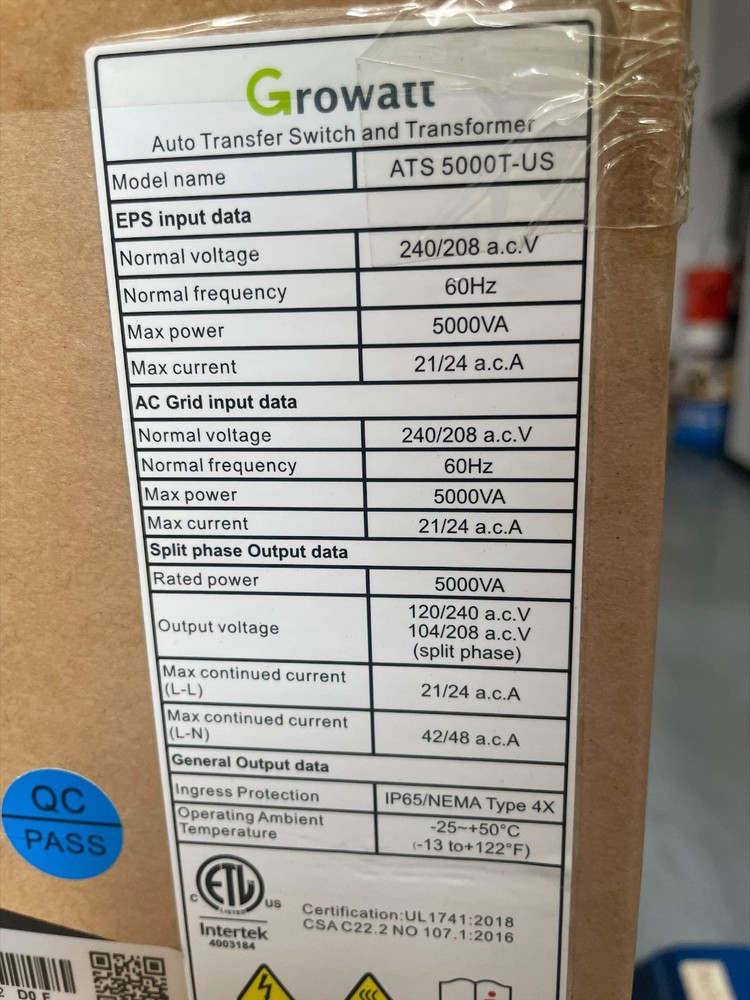 Growatt
Auto Transfer Switch and Transformer
Model name ATS 5000T-US
EPS input data
Normal voltage 240/208 a.c.V
Normal frequency 60Hz
Max power 5000VA
Max current 21/24 a.c.A
AC Grid input data
Normal voltage 240/208 a.c.V
Normal frequency 60Hz
Max power 5000VA
Max current 21/24 a.c.A
Split phase Output data
Rated power 5000VA
Output voltage 120/240 a.c.V
104/208 a.c.V
(split phase)
Max continued current
(L-L) 21/24 a.c.A
Max continued current
(L-N) 42/48 a.c.A
General Output data
Ingress Protection IP65/NEMA Type 4X
Operating Ambient
Temperature -25~+50°C
(-13 to+122°F)
QC
PASS
ETL
LISTED
C US
Intertek
4003184
Certification:UL1741:2018
CSA C22.2 NO 107.1:2016